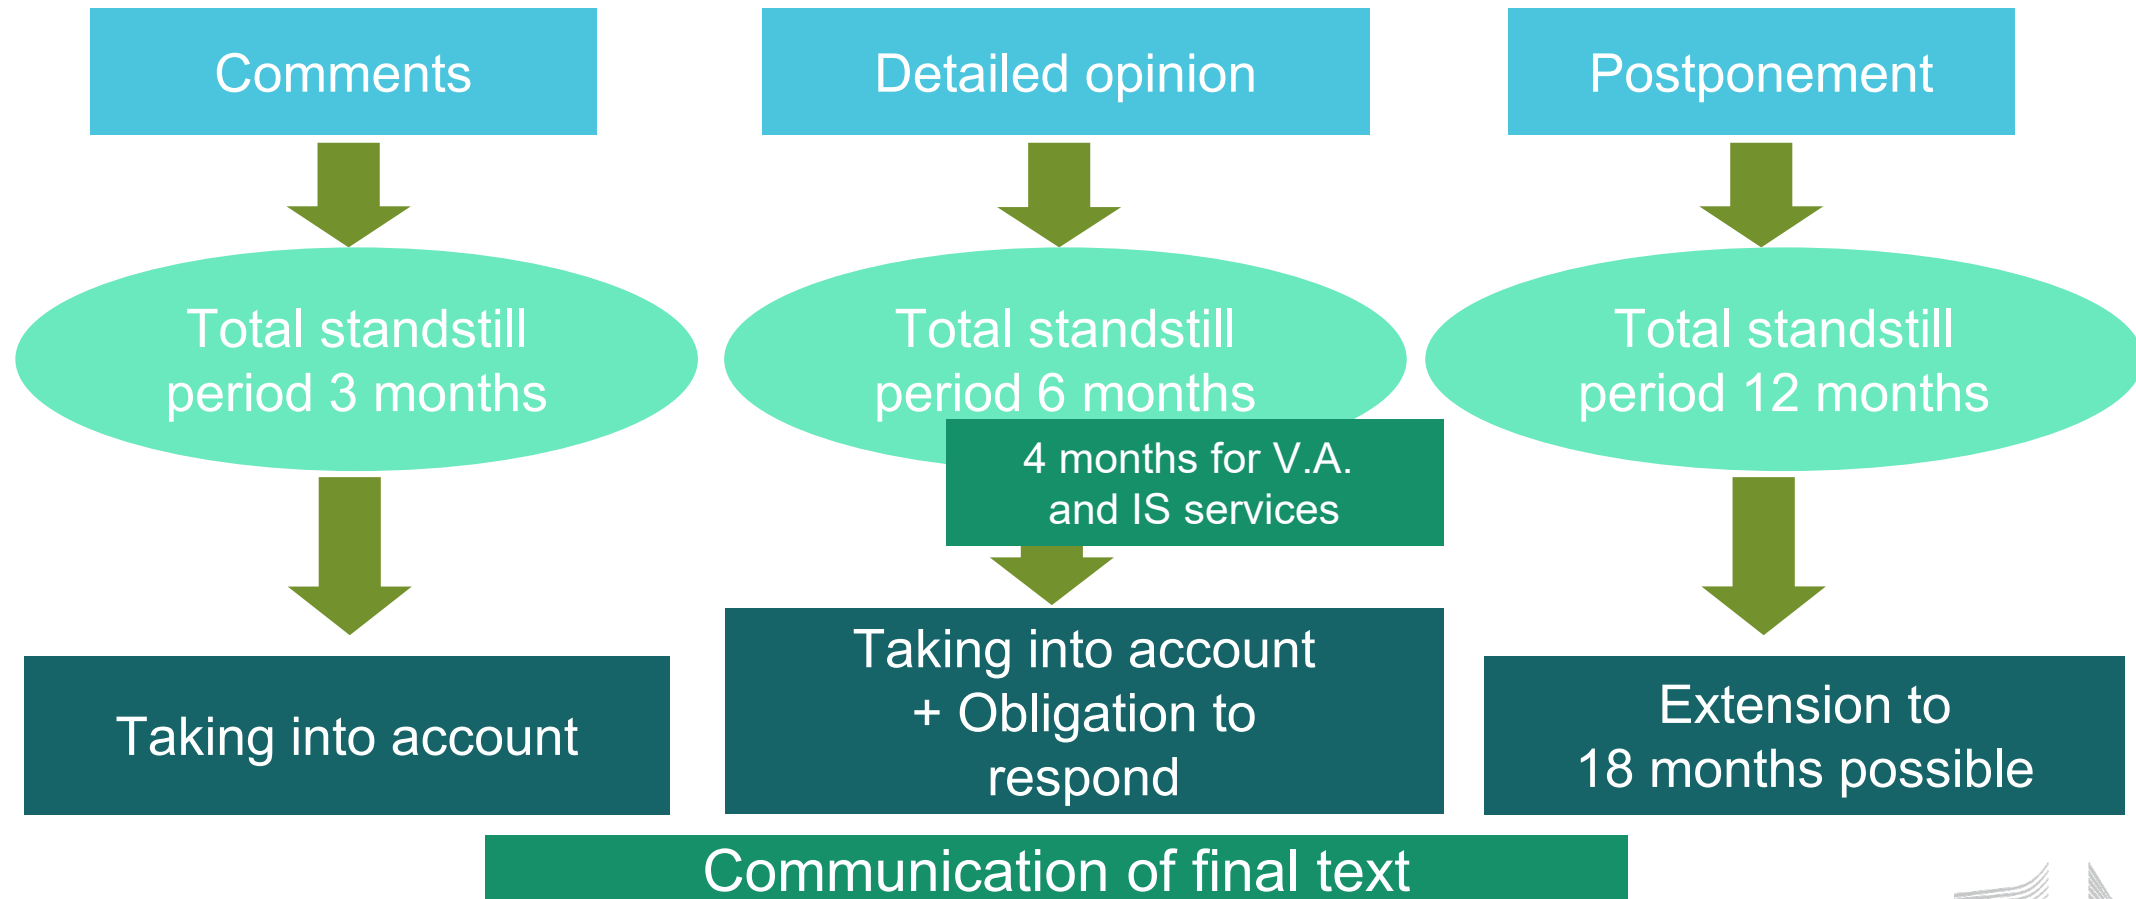 Comments
Detailed opinion
Postponement
Total standstill
period 3 months
Total standstill
period 6 months
Total standstill
period 12 months
4 months for V.A.
and IS services
Taking into account
Taking into account
+ Obligation to
respond
Extension to
18 months possible
Communication of final text